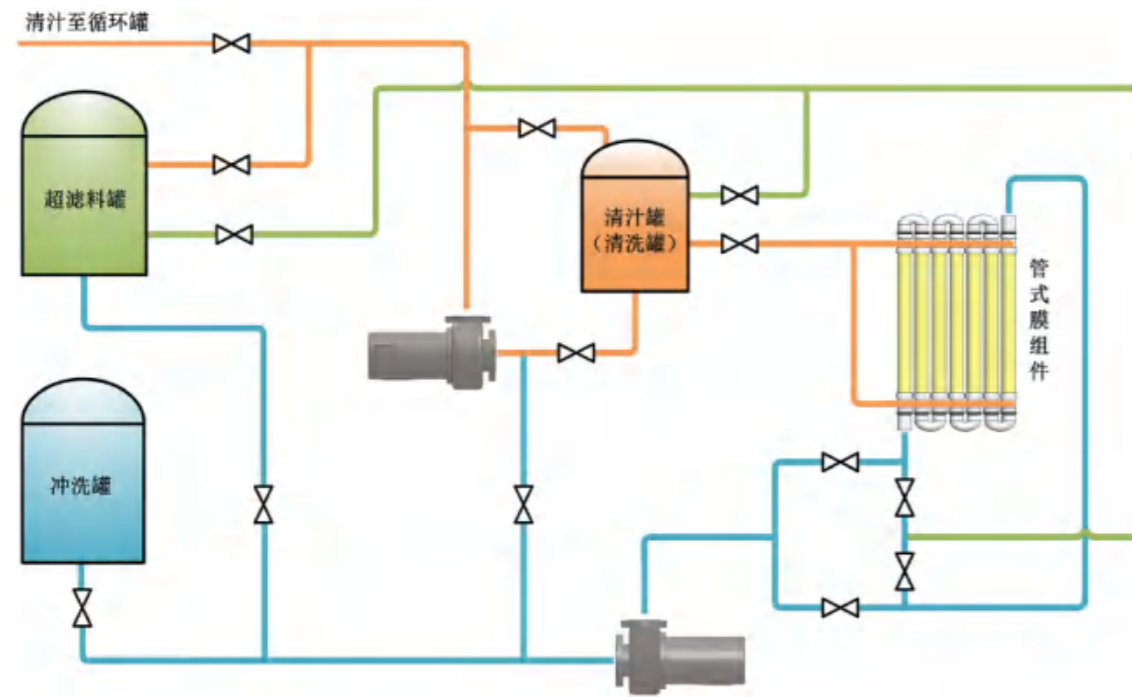 清汁至循环罐
超滤料罐
清汁罐
（清洗罐）
管式膜组件
冲洗罐